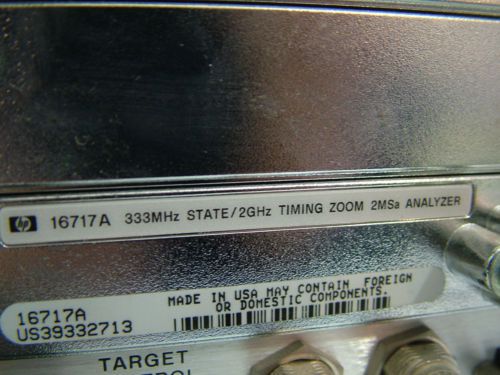 hp 16717A 333MHz STATE/2GHz TIMING ZOOM 2MSa ANALYZER
MADE IN USA MAY CONTAIN FOREIGN
OR DOMESTIC COMPONENTS.
16717A
US39332713
TARGET
CONTROL